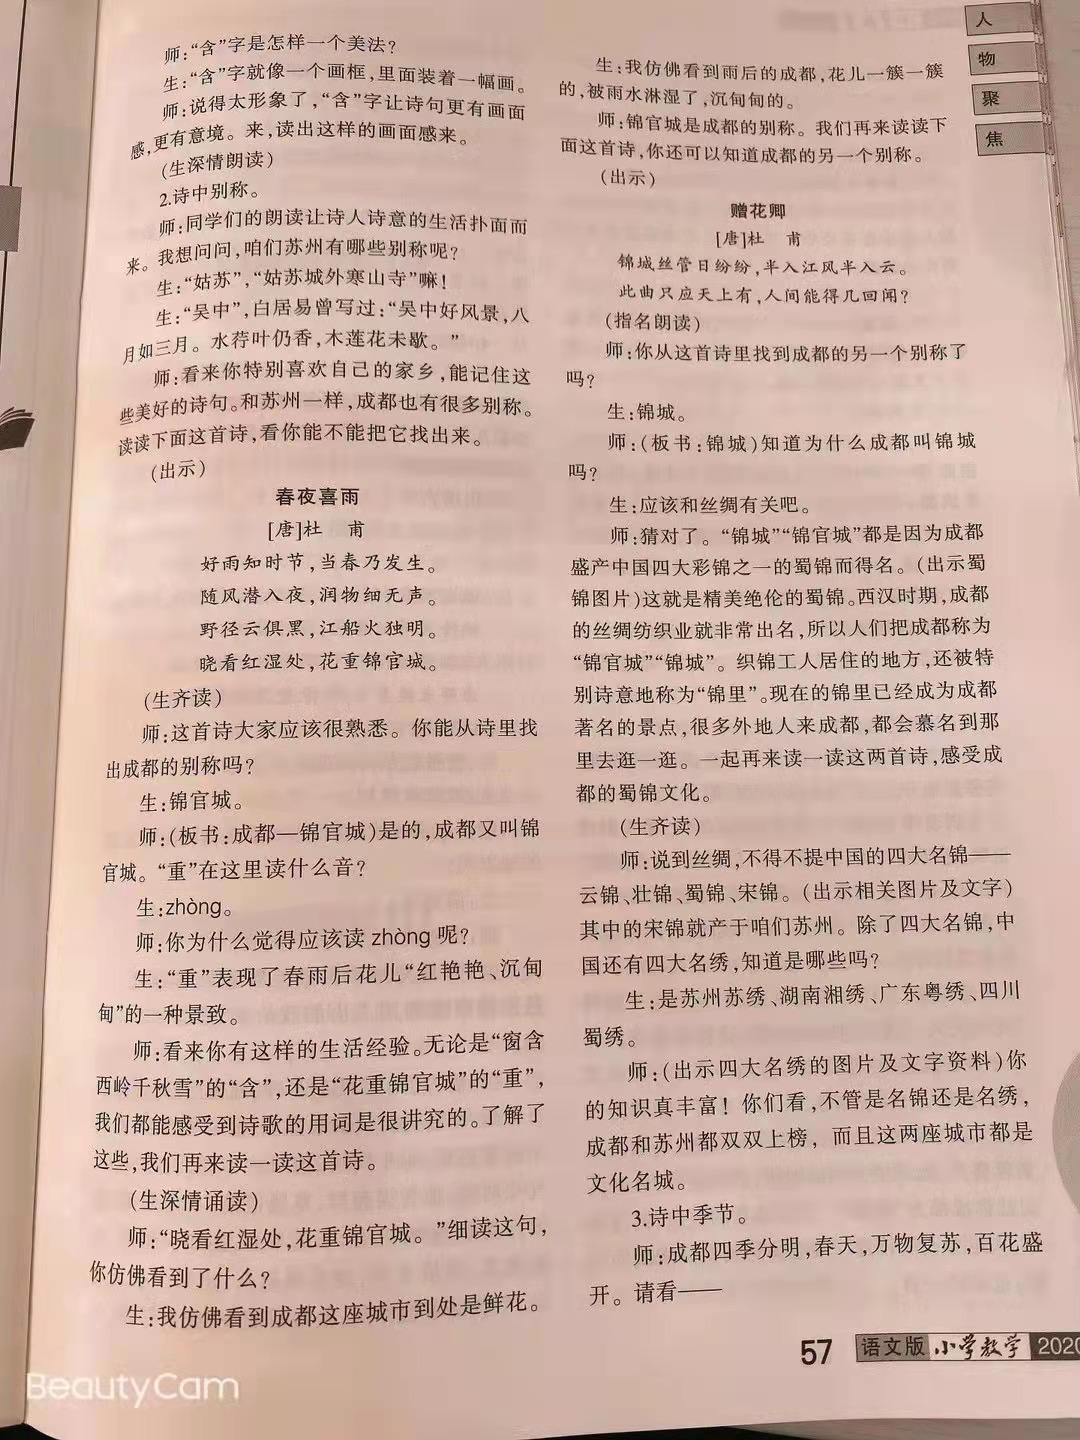 师：“含”字是怎样一个美法？
生：“含”字就像一个画框，里面装着一幅画。
师：说得太形象了，“含”字让诗句更有画面
感，更有意境。来，读出这样的画面感来。
（生深情朗读）
2.诗中别称。
师：同学们的朗读让诗人诗意的生活扑面而
来。我想问问，咱们苏州有哪些别称呢？
生：“姑苏”，“姑苏城外寒山寺”嘛！
生：“吴中”，白居易曾写过：“吴中好风景，八
月如三月。水荇叶仍香，木莲花未歇。”
师：看来你特别喜欢自己的家乡，能记住这
些美好的诗句。和苏州一样，成都也有很多别称。
读读下面这首诗，看你能不能把它找出来。
（出示）
春夜喜雨
[唐]杜　甫
好雨知时节，当春乃发生。
随风潜入夜，润物细无声。
野径云俱黑，江船火独明。
晓看红湿处，花重锦官城。
（生齐读）
师：这首诗大家应该很熟悉。你能从诗里找
出成都的别称吗？
生：锦官城。
师：（板书：成都—锦官城）是的，成都又叫锦
官城。“重”在这里读什么音？
生：zhòng。
师：你为什么觉得应该读 zhòng 呢？
生：“重”表现了春雨后花儿“红艳艳、沉甸
甸”的一种景致。
师：看来你有这样的生活经验。无论是“窗含
西岭千秋雪”的“含”，还是“花重锦官城”的“重”，
我们都能感受到诗歌的用词是很讲究的。了解了
这些，我们再来读一读这首诗。
（生深情诵读）
师：“晓看红湿处，花重锦官城。”细读这句，
你仿佛看到了什么？
生：我仿佛看到成都这座城市到处是鲜花。
生：我仿佛看到雨后的成都，花儿一簇一簇
的，被雨水淋湿了，沉甸甸的。
师：锦官城是成都的别称。我们再来读读下
面这首诗，你还可以知道成都的另一个别称。
（出示）
赠花卿
[唐]杜　甫
锦城丝管日纷纷，半入江风半入云。
此曲只应天上有，人间能得几回闻？
（指名朗读）
师：你从这首诗里找到成都的另一个别称了
吗？
生：锦城。
师：（板书：锦城）知道为什么成都叫锦城
吗？
生：应该和丝绸有关吧。
师：猜对了。“锦城”“锦官城”都是因为成都
盛产中国四大彩锦之一的蜀锦而得名。（出示蜀
锦图片）这就是精美绝伦的蜀锦。西汉时期，成都
的丝绸纺织业就非常出名，所以人们把成都称为
“锦官城”“锦城”。织锦工人居住的地方，还被特
别诗意地称为“锦里”。现在的锦里已经成为成都
著名的景点，很多外地人来成都，都会慕名到那
里去逛一逛。一起再来读一读这两首诗，感受成
都的蜀锦文化。
（生齐读）
师：说到丝绸，不得不提中国的四大名锦——
云锦、壮锦、蜀锦、宋锦。（出示相关图片及文字）
其中的宋锦就产于咱们苏州。除了四大名锦，中
国还有四大名绣，知道是哪些吗？
生：是苏州苏绣、湖南湘绣、广东粤绣、四川
蜀绣。
师：（出示四大名绣的图片及文字资料）你
的知识真丰富！你们看，不管是名锦还是名绣，
成都和苏州都双双上榜，而且这两座城市都是
文化名城。
3.诗中季节。
师：成都四季分明，春天，万物复苏，百花盛
开。请看——
人
物
聚
焦
57 语文版 小学教学 2020
BeautyCam